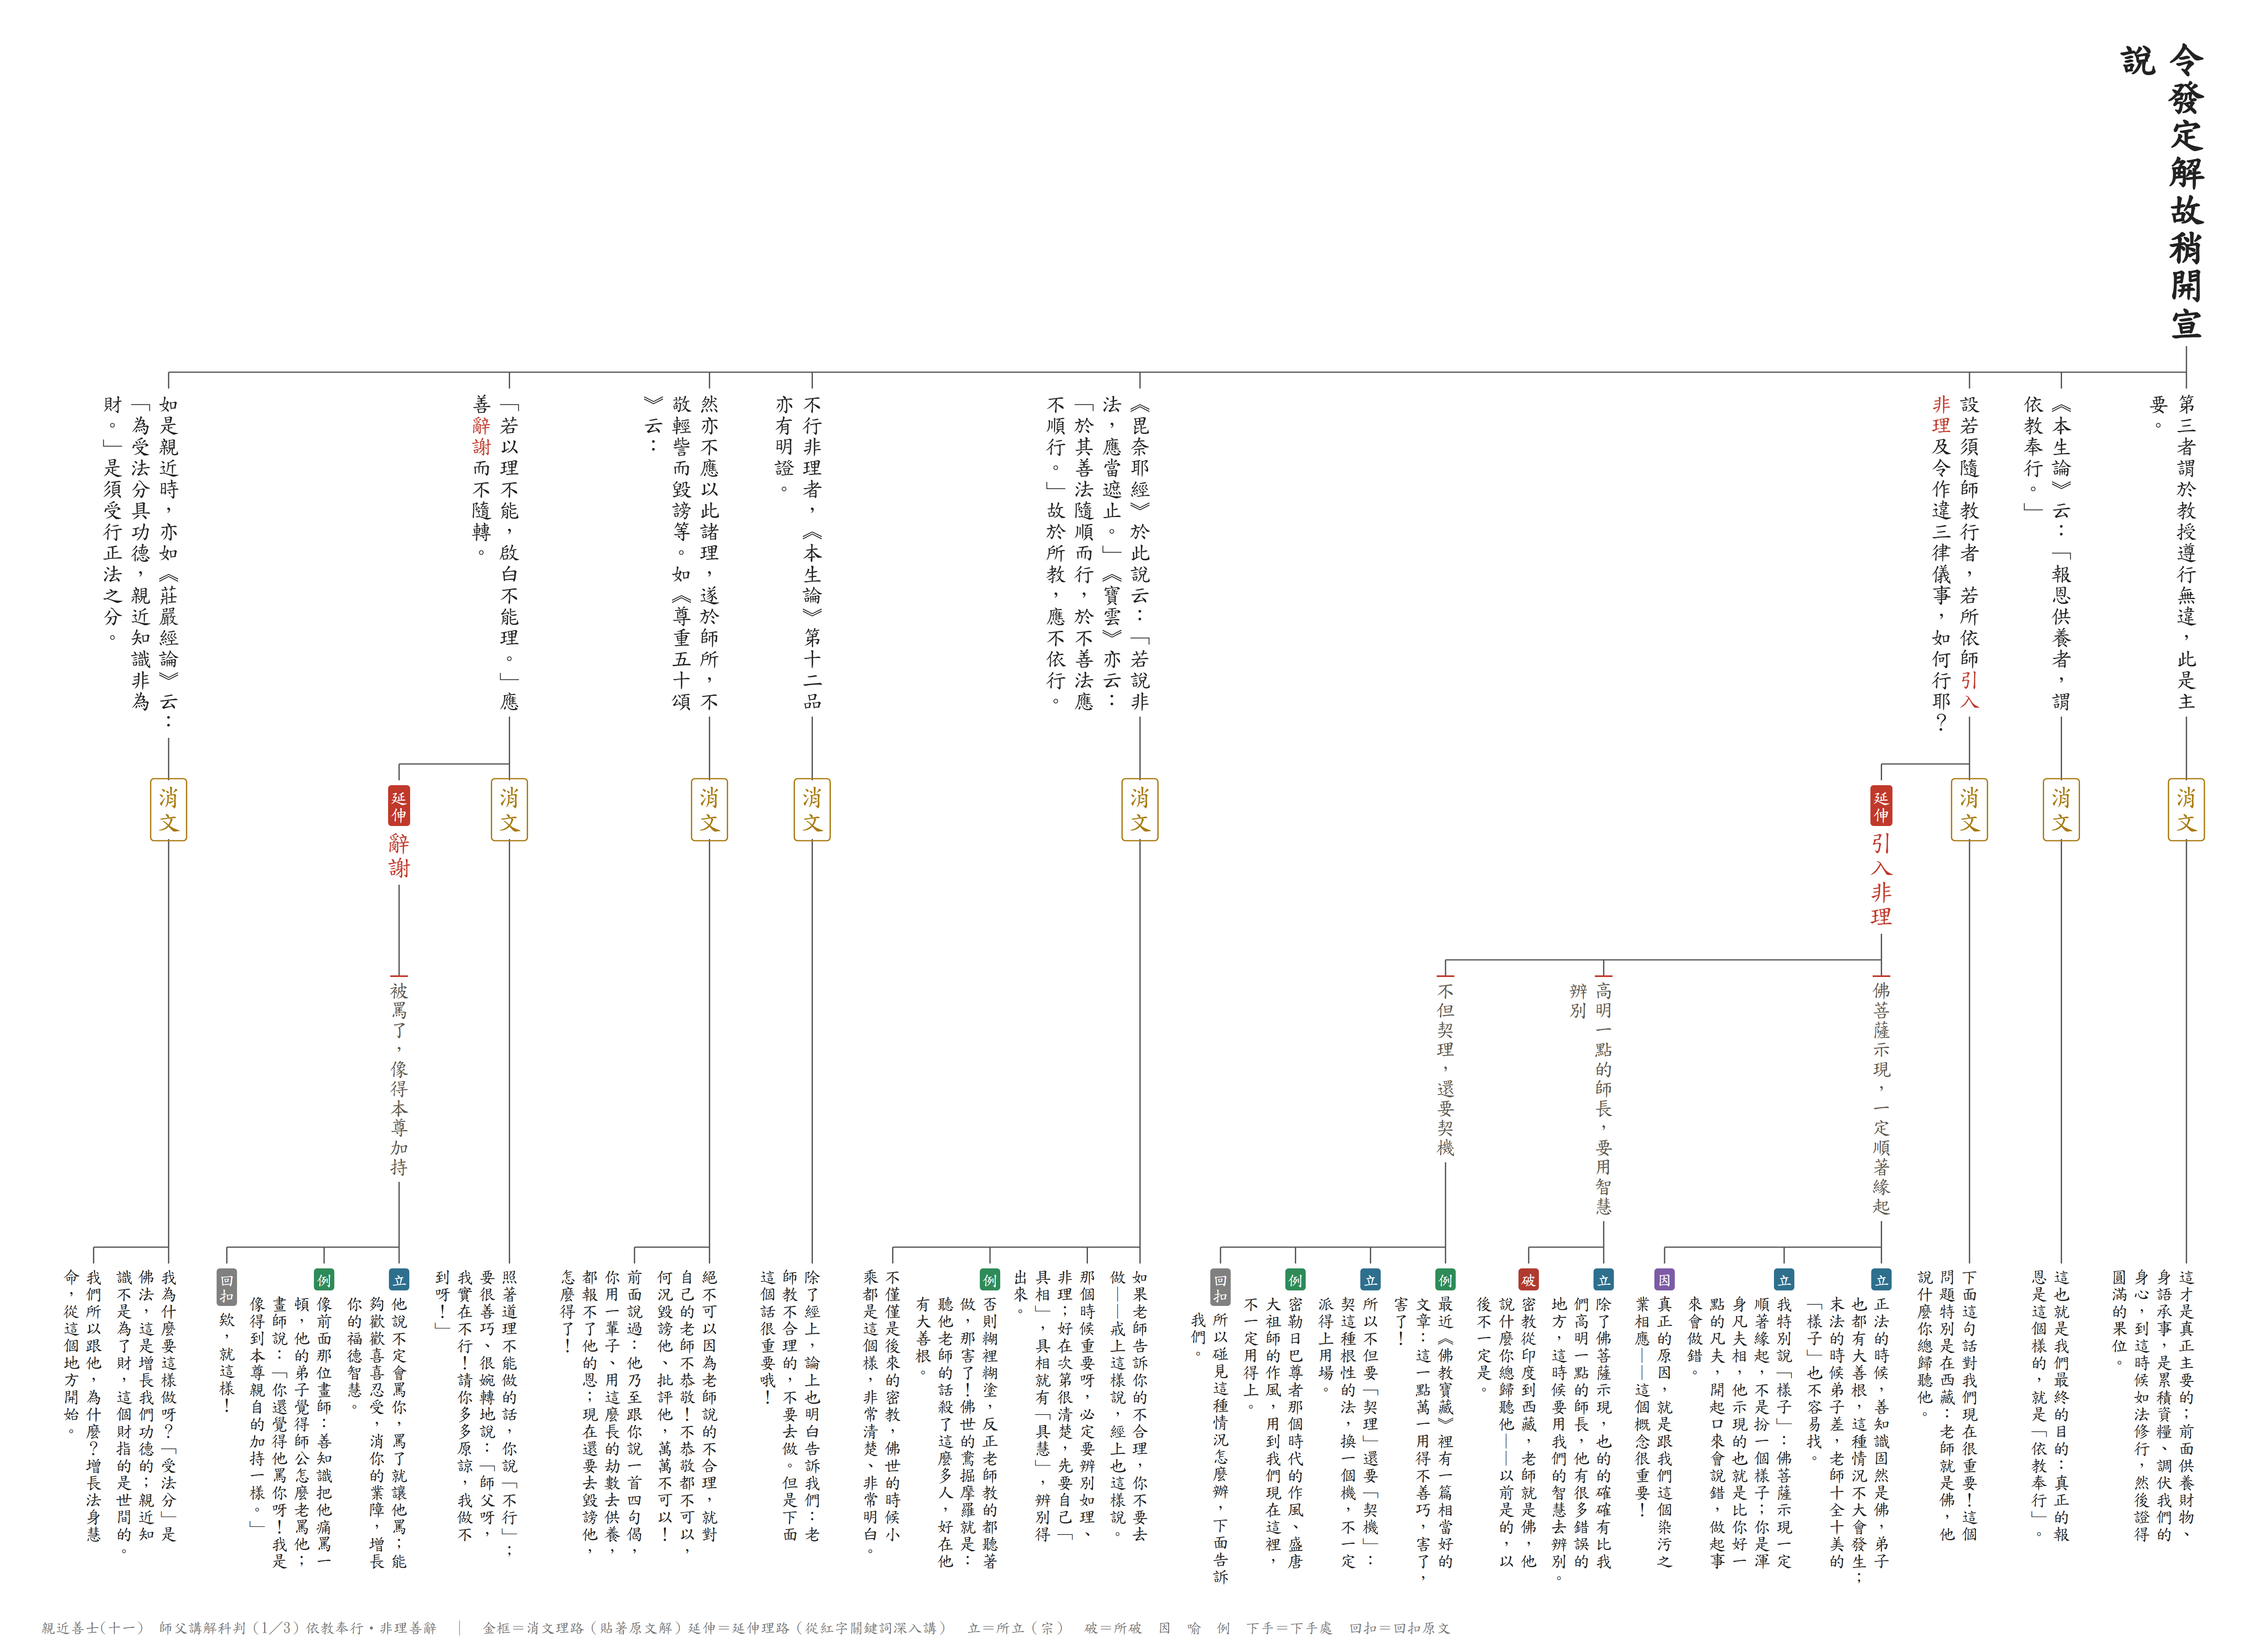 令發定解故稍開宣
說
第三者謂於教授遵行無違，此是主
要。
《本生論》云：「報恩供養者，謂
依教奉行。」
設若須隨師教行者，若所依師引入
非理及令作違三律儀事，如何行耶？
《毘奈耶經》於此說云：「若說非
法，應當遮止。」《寶雲》亦云：
「於其善法隨順而行，於不善法應
不順行。」故於所教，應不依行。
不行非理者，《本生論》第十二品
亦有明證。
然亦不應以此諸理，遂於師所，不
敬輕訾而毀謗等。如《尊重五十頌
》云：
「若以理不能，啟白不能理。」應
善辭謝而不隨轉。
如是親近時，亦如《莊嚴經論》云：
「為受法分具功德，親近知識非為
財。」是須受行正法之分。
消文
消文
消文
延伸
引入非理
消文
消文
消文
消文
延伸
辭謝
消文
佛菩薩示現，一定順著緣起
高明一點的師長，要用智慧
辨別
不但契理，還要契機
被罵了，像得本尊加持
這才是真正主要的；前面供養財物、
身語承事，是累積資糧、調伏我們的
身心，到這時候如法修行，然後證得
圓滿的果位。
這也就是我們最終的目的：真正的報
恩是這個樣的，就是「依教奉行」。
下面這句話對我們現在很重要！這個
問題特別是在西藏：老師就是佛，他
說什麼你總歸聽他。
立
正法的時候，善知識固然是佛，弟子
也都有大善根，這種情況不大會發生；
末法的時候弟子差，老師十全十美的
「樣子」也不容易找。
立
我特別說「樣子」：佛菩薩示現一定
順著緣起，不是扮一個樣子；你是渾
身凡夫相，他示現的也就是比你好一
點的凡夫，開起口來會說錯，做起事
來會做錯。
因
真正的原因，就是跟我們這個染污之
業相應——這個概念很重要！
立
除了佛菩薩示現，也的的確確有比我
們高明一點的師長，他有很多錯誤的
地方，這時候要用我們的智慧去辨別。
破
密教從印度到西藏，老師就是佛，他
說什麼你總歸聽他——以前是的，以
後不一定是。
例
最近《佛教寶藏》裡有一篇相當好的
文章：這一點萬一用得不善巧，害了，
害了！
立
所以不但要「契理」還要「契機」：
契這種根性的法，換一個機，不一定
派得上用場。
例
密勒日巴尊者那個時代的作風、盛唐
大祖師的作風，用到我們現在這裡，
不一定用得上。
回扣
所以碰見這種情況怎麼辦，下面告訴
我們。
如果老師告訴你的不合理，你不要去
做——戒上這樣說，經上也這樣說。
那個時候重要呀，必定要辨別如理、
非理；好在次第很清楚，先要自己「
具相」，具相就有「具慧」，辨別得
出來。
例
否則糊裡糊塗，反正老師教的都聽著
做，那害了！佛世的鴦掘摩羅就是：
聽他老師的話殺了這麼多人，好在他
有大善根。
不僅僅是後來的密教，佛世的時候小
乘都是這個樣，非常清楚、非常明白。
除了經上，論上也明白告訴我們：老
師教不合理的，不要去做。但是下面
這個話很重要哦！
絕不可以因為老師說的不合理，就對
自己的老師不恭敬！不恭敬都不可以，
何況毀謗他、批評他，萬萬不可以！
前面說過：他乃至跟你說一首四句偈，
你用一輩子、用這麼長的劫數去供養，
都報不了他的恩；現在還要去毀謗他，
怎麼得了！
照著道理不能做的話，你說「不行」；
要很善巧、很婉轉地說：「師父呀，
我實在不行！請你多多原諒，我做不
到呀！」
立
他說不定會罵你，罵了就讓他罵；能
夠歡歡喜喜忍受，消你的業障，增長
你的福德智慧。
例
像前面那位畫師：善知識把他痛罵一
頓，他的弟子覺得師公怎麼老罵他；
畫師說：「你還覺得他罵你呀！我是
像得到本尊親自的加持一樣。」
回扣
欸，就這樣！
我為什麼要這樣做呀？「受法分」是
佛法，這是增長我們功德的；親近知
識不是為了財，這個財指的是世間的。
我們所以跟他，為什麼？增長法身慧
命，從這個地方開始。
親近善士(十一)　師父講解科判（1／3）依教奉行・非理善辭　｜　金框＝消文理路（貼著原文解）延伸＝延伸理路（從紅字關鍵詞深入講）　立＝所立（宗）　破＝所破　因　喻　例　下手＝下手處　回扣＝回扣原文